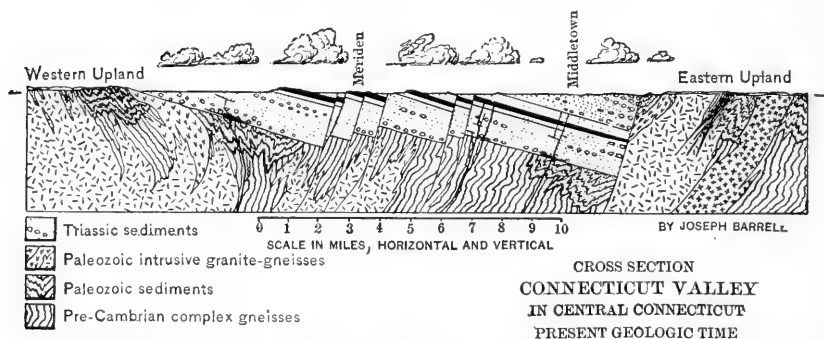 Meriden
Middletown
Western Upland
Eastern Upland
Triassic sediments
Paleozoic intrusive granite-gneisses
Paleozoic sediments
Pre-Cambrian complex gneisses
0 1 2 3 4 5 6 7 8 9 10
SCALE IN MILES, HORIZONTAL AND VERTICAL
BY JOSEPH BARRELL
CROSS SECTION
CONNECTICUT VALLEY
IN CENTRAL CONNECTICUT
PRESENT GEOLOGIC TIME